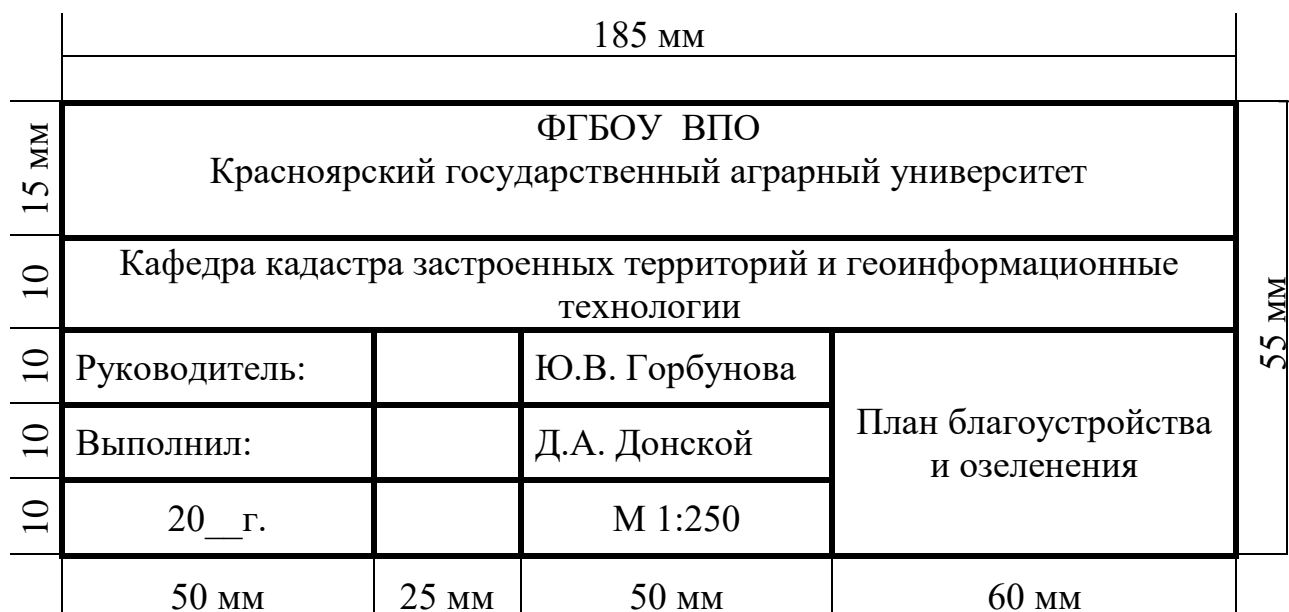 185 мм
ФГБОУ ВПО
Красноярский государственный аграрный университет
15 мм
Кафедра кадастра застроенных территорий и геоинформационные
технологии
10
55 мм
10
Руководитель:
Ю.В. Горбунова
10
Выполнил:
Д.А. Донской
План благоустройства
и озеленения
10
20__г.
М 1:250
50 мм
25 мм
50 мм
60 мм